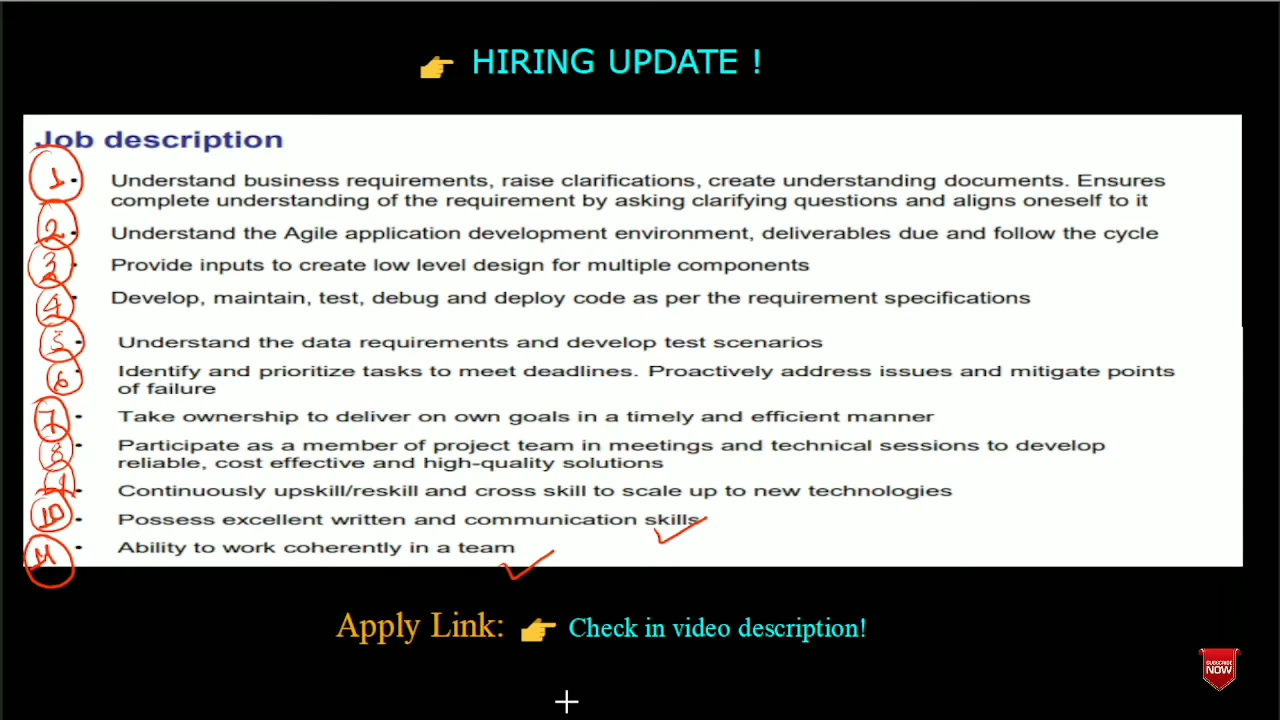 👉 HIRING UPDATE !
Job description
1 • Understand business requirements, raise clarifications, create understanding documents. Ensures
complete understanding of the requirement by asking clarifying questions and aligns oneself to it
2 • Understand the Agile application development environment, deliverables due and follow the cycle
3 • Provide inputs to create low level design for multiple components
4 • Develop, maintain, test, debug and deploy code as per the requirement specifications
5 • Understand the data requirements and develop test scenarios
6 • Identify and prioritize tasks to meet deadlines. Proactively address issues and mitigate points
of failure
7 • Take ownership to deliver on own goals in a timely and efficient manner
8 • Participate as a member of project team in meetings and technical sessions to develop
reliable, cost effective and high-quality solutions
9 • Continuously upskill/reskill and cross skill to scale up to new technologies
10 • Possess excellent written and communication skills
11 • Ability to work coherently in a team
Apply Link: 👉 Check in video description!
SUBSCRIBE
NOW